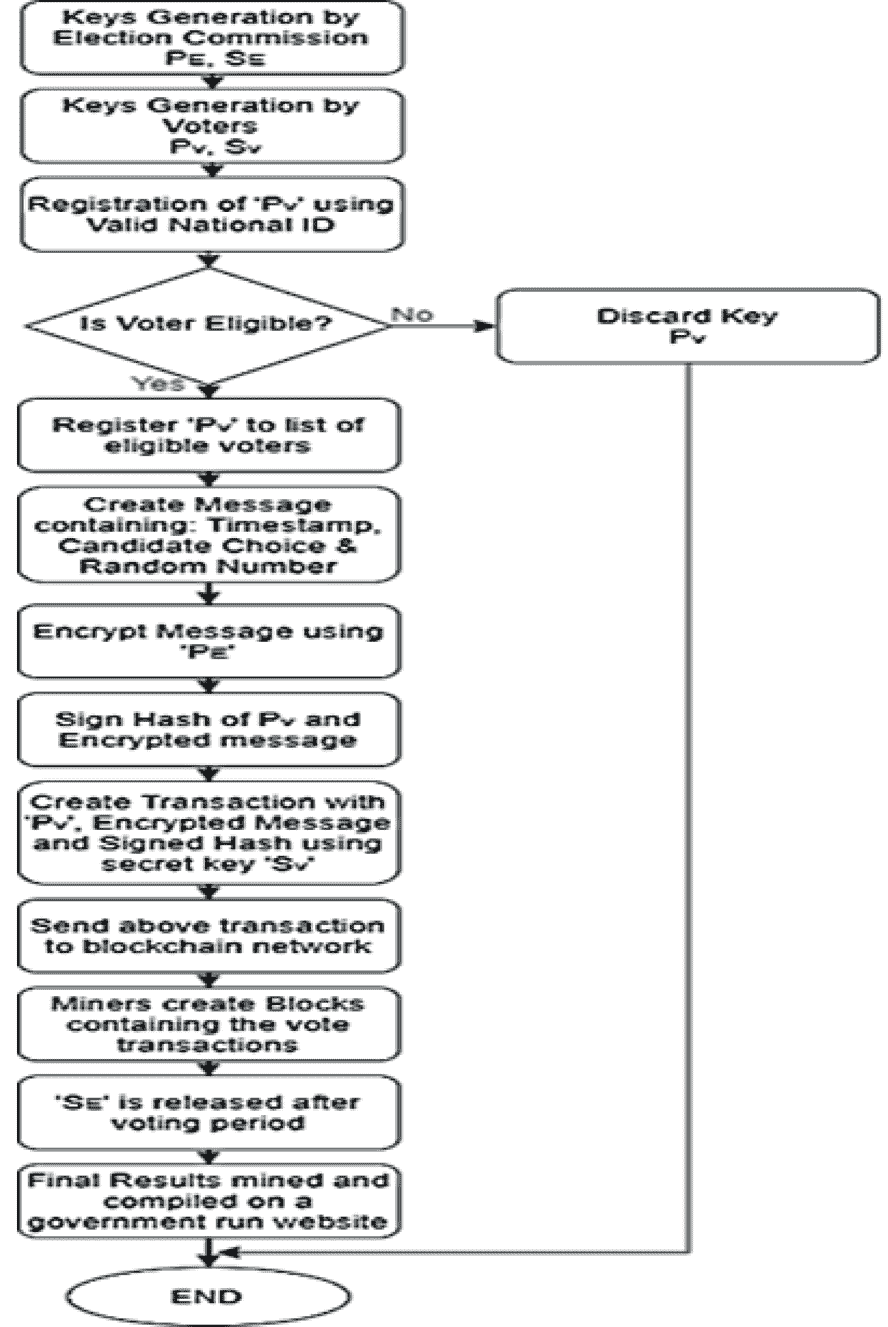 Keys Generation by
Election Commission
PE, SE
Keys Generation by
Voters
Pv, Sv
Registration of 'Pv' using
Valid National ID
Is Voter Eligible?
No
Discard Key
Pv
Yes
Register 'Pv' to list of
eligible voters
Create Message
containing: Timestamp,
Candidate Choice &
Random Number
Encrypt Message using
'PE'
Sign Hash of Pv and
Encrypted message
Create Transaction with
'Pv', Encrypted Message
and Signed Hash using
secret key 'Sv'
Send above transaction
to blockchain network
Miners create Blocks
containing the vote
transactions
'SE' is released after
voting period
Final Results mined and
compiled on a
government run website
END